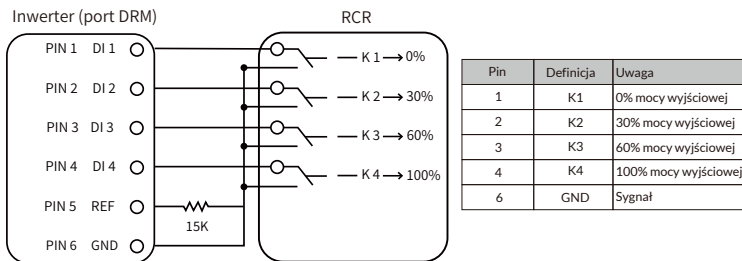 Inwerter (port DRM)
RCR
PIN 1 DI 1
K 1 → 0%
PIN 2 DI 2
K 2 → 30%
PIN 3 DI 3
K 3 → 60%
PIN 4 DI 4
K 4 → 100%
PIN 5 REF
15K
PIN 6 GND
Pin Definicja Uwaga
1 K1 0% mocy wyjściowej
2 K2 30% mocy wyjściowej
3 K3 60% mocy wyjściowej
4 K4 100% mocy wyjściowej
6 GND Sygnał